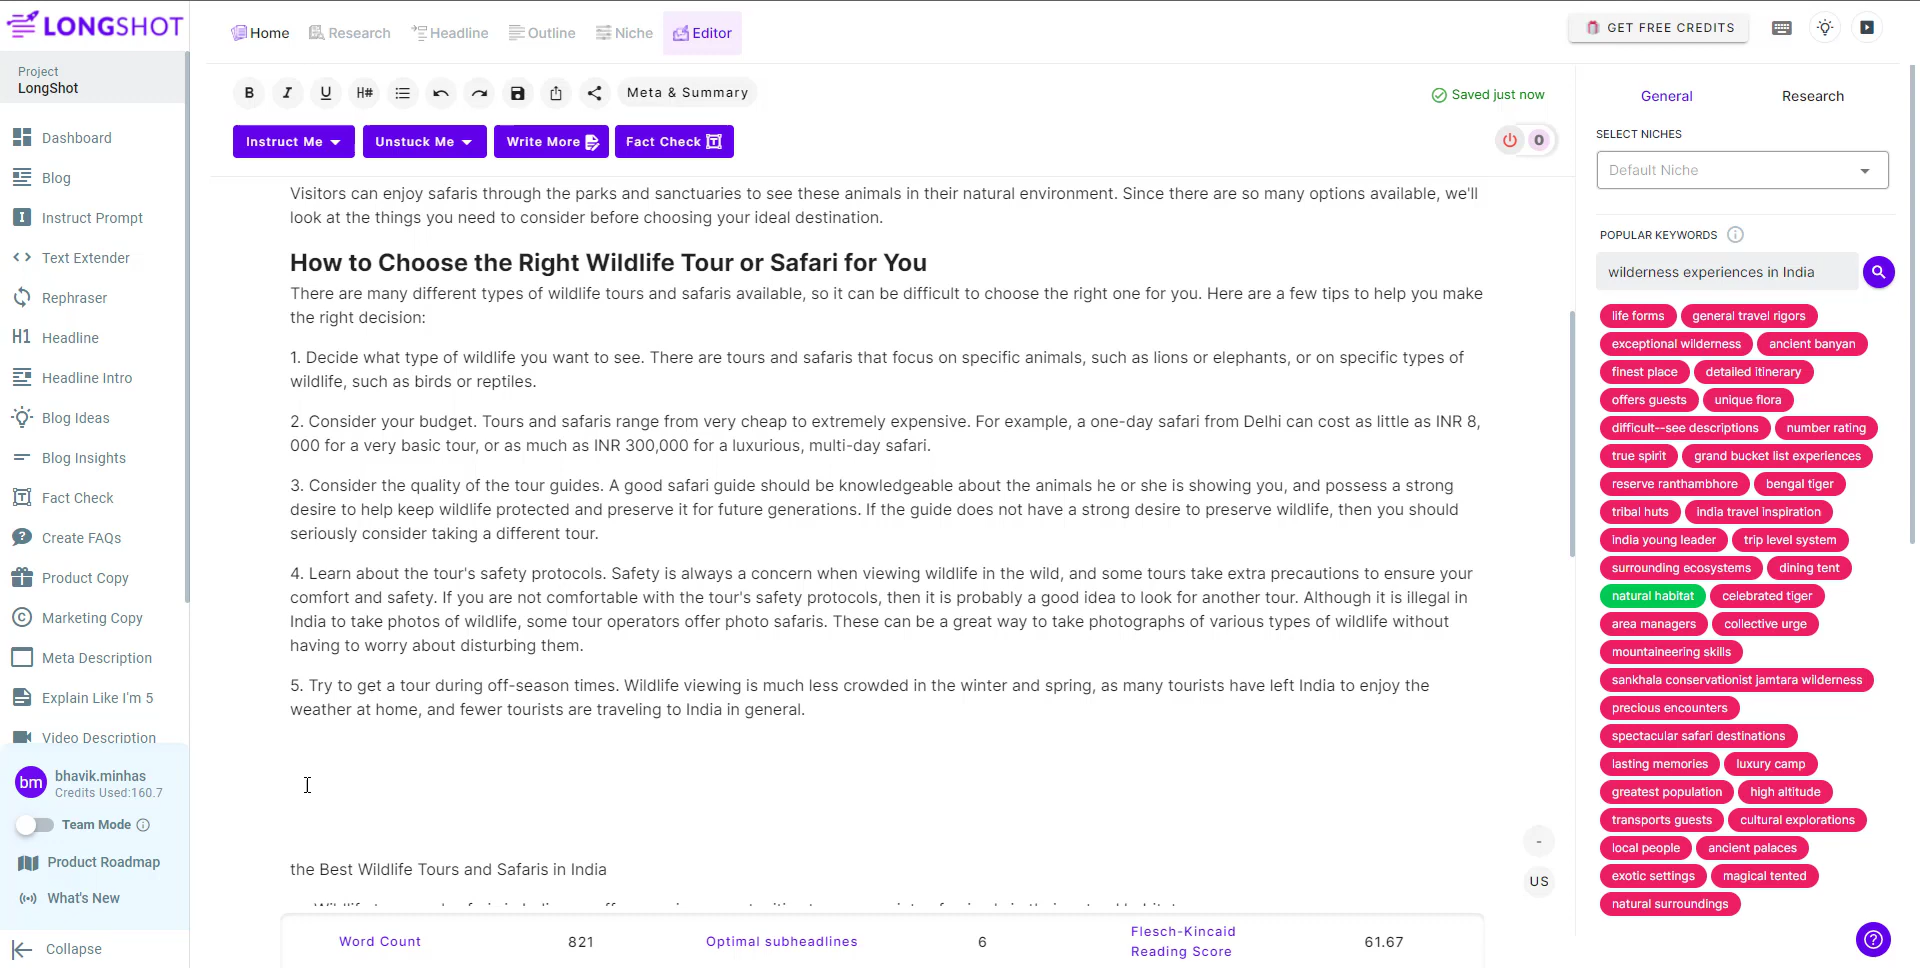 LONGSHOT
Project
LongShot
Dashboard
Blog
Instruct Prompt
Text Extender
Rephraser
H1 Headline
Headline Intro
Blog Ideas
Blog Insights
Fact Check
Create FAQs
Product Copy
Marketing Copy
Meta Description
Explain Like I'm 5
Video Description
bm bhavik.minhas
Credits Used:160.7
Team Mode
Product Roadmap
What's New
Collapse
Home Research Headline Outline Niche Editor
GET FREE CREDITS
B I U H# Meta & Summary
Saved just now
Instruct Me Unstuck Me Write More Fact Check
0
Visitors can enjoy safaris through the parks and sanctuaries to see these animals in their natural environment. Since there are so many options available, we'll
look at the things you need to consider before choosing your ideal destination.
How to Choose the Right Wildlife Tour or Safari for You
There are many different types of wildlife tours and safaris available, so it can be difficult to choose the right one for you. Here are a few tips to help you make
the right decision:
1. Decide what type of wildlife you want to see. There are tours and safaris that focus on specific animals, such as lions or elephants, or on specific types of
wildlife, such as birds or reptiles.
2. Consider your budget. Tours and safaris range from very cheap to extremely expensive. For example, a one-day safari from Delhi can cost as little as INR 8,
000 for a very basic tour, or as much as INR 300,000 for a luxurious, multi-day safari.
3. Consider the quality of the tour guides. A good safari guide should be knowledgeable about the animals he or she is showing you, and possess a strong
desire to help keep wildlife protected and preserve it for future generations. If the guide does not have a strong desire to preserve wildlife, then you should
seriously consider taking a different tour.
4. Learn about the tour's safety protocols. Safety is always a concern when viewing wildlife in the wild, and some tours take extra precautions to ensure your
comfort and safety. If you are not comfortable with the tour's safety protocols, then it is probably a good idea to look for another tour. Although it is illegal in
India to take photos of wildlife, some tour operators offer photo safaris. These can be a great way to take photographs of various types of wildlife without
having to worry about disturbing them.
5. Try to get a tour during off-season times. Wildlife viewing is much less crowded in the winter and spring, as many tourists have left India to enjoy the
weather at home, and fewer tourists are traveling to India in general.
the Best Wildlife Tours and Safaris in India
-
US
Word Count 821 Optimal subheadlines 6 Flesch-Kincaid
Reading Score 61.67
General Research
SELECT NICHES
Default Niche
POPULAR KEYWORDS
wilderness experiences in India
life forms general travel rigors
exceptional wilderness ancient banyan
finest place detailed itinerary
offers guests unique flora
difficult--see descriptions number rating
true spirit grand bucket list experiences
reserve ranthambhore bengal tiger
tribal huts india travel inspiration
india young leader trip level system
surrounding ecosystems dining tent
natural habitat celebrated tiger
area managers collective urge
mountaineering skills
sankhala conservationist jamtara wilderness
precious encounters
spectacular safari destinations
lasting memories luxury camp
greatest population high altitude
transports guests cultural explorations
local people ancient palaces
exotic settings magical tented
natural surroundings